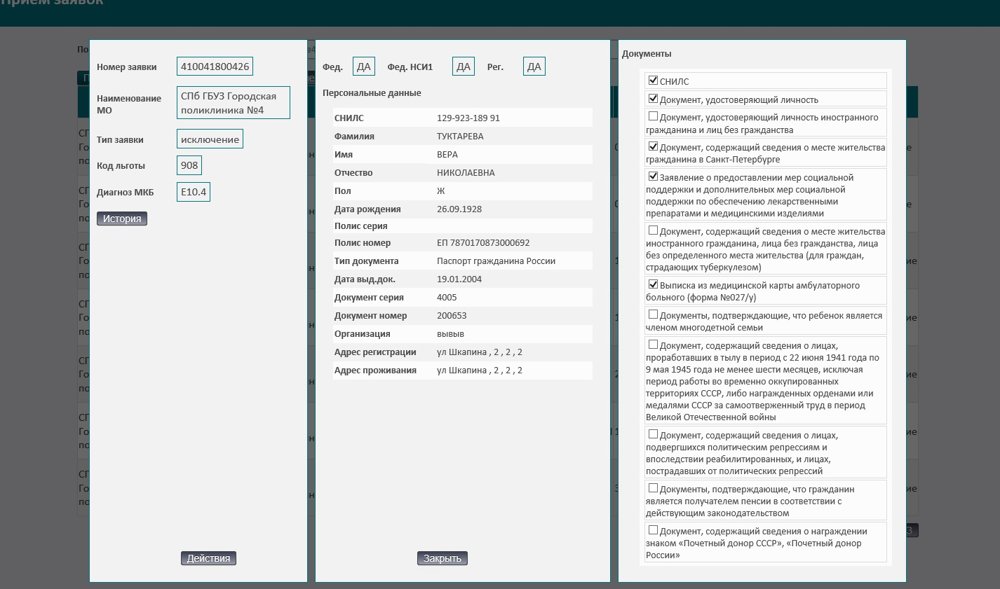 Прием заявок
Номер заявки 410041800426
Наименование МО СПб ГБУЗ Городская
поликлиника №4
Тип заявки исключение
Код льготы 908
Диагноз МКБ E10.4
История
Действия
Фед. ДА Фед. НСИ1 ДА Рег. ДА
Персональные данные
СНИЛС 129-923-189 91
Фамилия ТУКТАРЕВА
Имя ВЕРА
Отчество НИКОЛАЕВНА
Пол Ж
Дата рождения 26.09.1928
Полис серия
Полис номер ЕП 7870170873000692
Тип документа Паспорт гражданина России
Дата выд.док. 19.01.2004
Документ серия 4005
Документ номер 200653
Организация вывыв
Адрес регистрации ул Шкапина , 2 , 2 , 2
Адрес проживания ул Шкапина , 2 , 2 , 2
Закрыть
Документы
СНИЛС
Документ, удостоверяющий личность
Документ, удостоверяющий личность иностранного
гражданина и лиц без гражданства
Документ, содержащий сведения о месте жительства
гражданина в Санкт-Петербурге
Заявление о предоставлении мер социальной
поддержки и дополнительных мер социальной
поддержки по обеспечению лекарственными
препаратами и медицинскими изделиями
Документ, содержащий сведения о месте жительства
иностранного гражданина, лица без гражданства, лица
без определенного места жительства (для граждан,
страдающих туберкулезом)
Выписка из медицинской карты амбулаторного
больного (форма №027/у)
Документы, подтверждающие, что ребенок является
членом многодетной семьи
Документ, содержащий сведения о лицах,
проработавших в тылу в период с 22 июня 1941 года по
9 мая 1945 года не менее шести месяцев, исключая
период работы во временно оккупированных
территориях СССР, либо награжденных орденами или
медалями СССР за самоотверженный труд в период
Великой Отечественной войны
Документ, содержащий сведения о лицах,
подвергшихся политическим репрессиям и
впоследствии реабилитированных, и лицах,
пострадавших от политических репрессий
Документы, подтверждающие, что гражданин
является получателем пенсии в соответствии с
действующим законодательством
Документ, содержащий сведения о награждении
знаком «Почетный донор СССР», «Почетный донор
России»